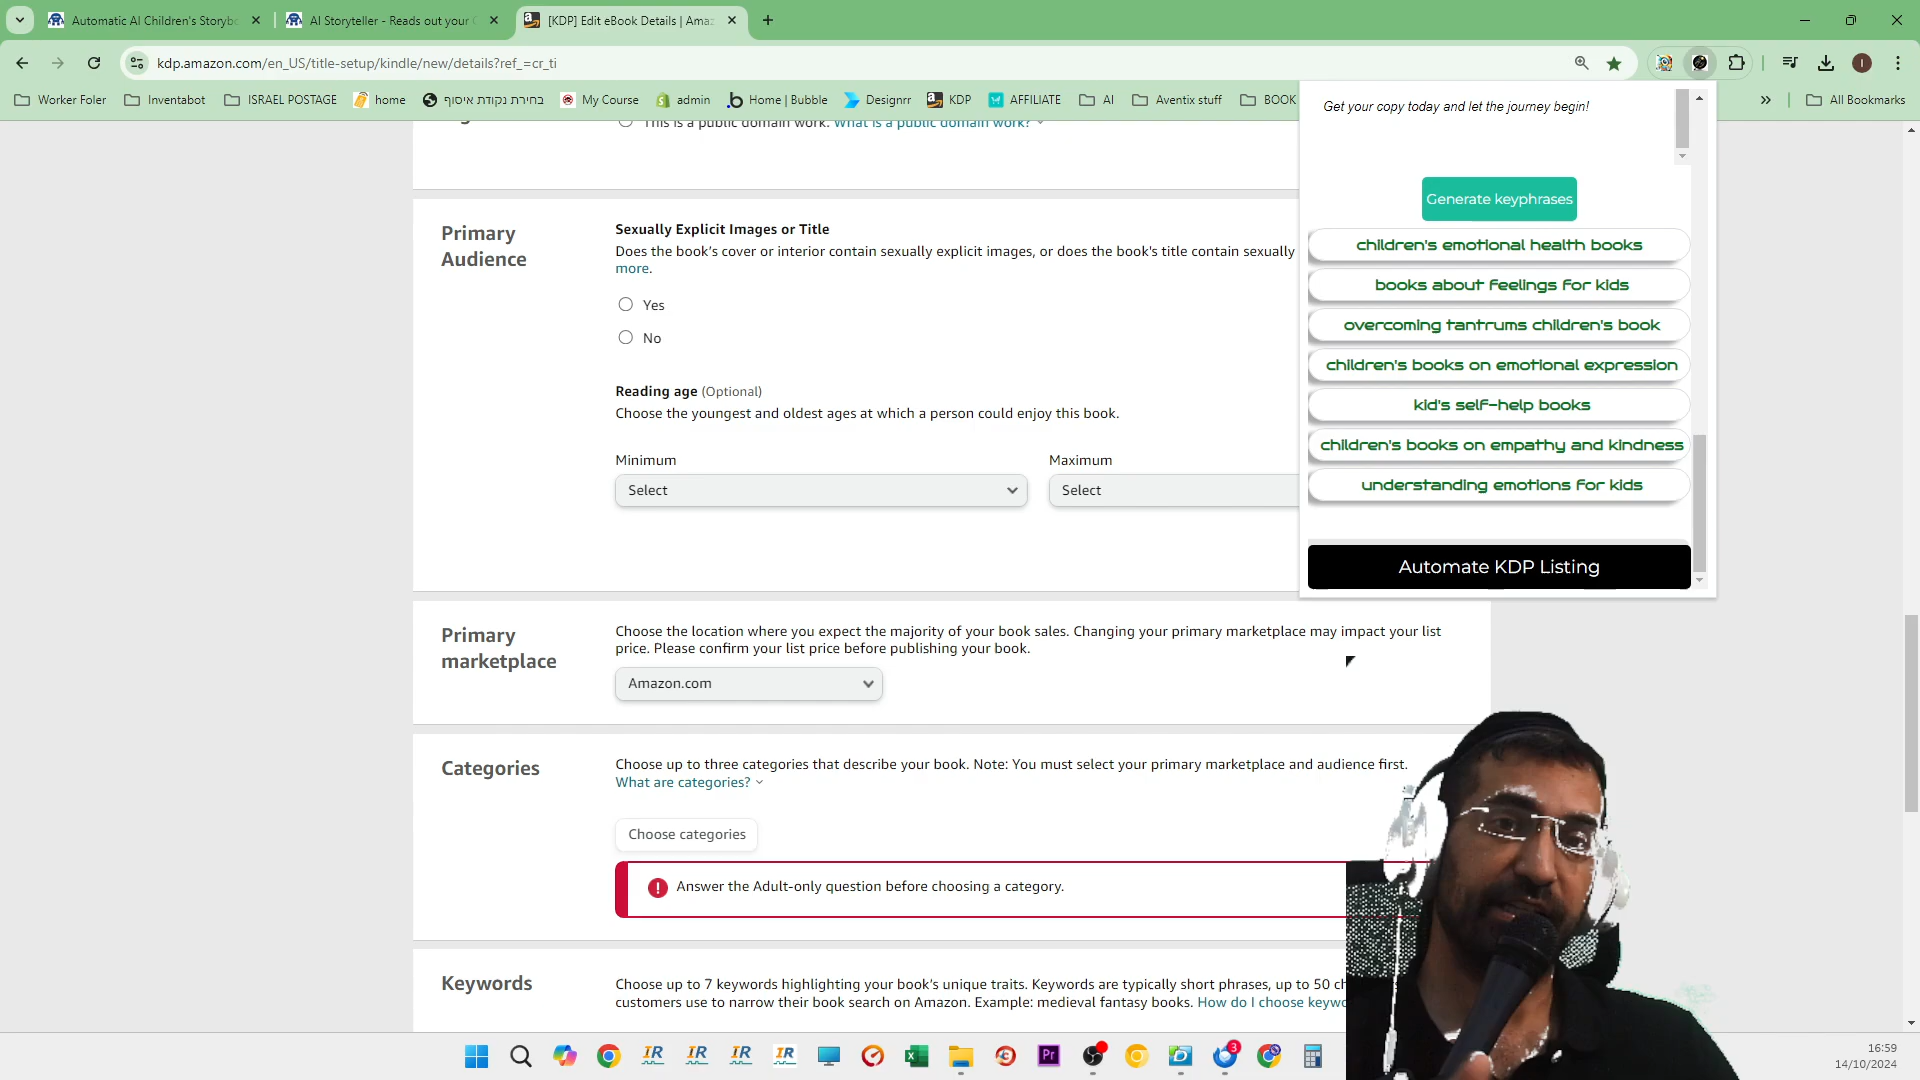 Automatic AI Children's Storybo
AI Storyteller - Reads out your
[KDP] Edit eBook Details | Ama
kdp.amazon.com/en_US/title-setup/kindle/new/details?ref_=cr_ti
Worker Foler
Inventabot
ISRAEL POSTAGE
home
בחירת נקודת איסוף
My Course
admin
Home | Bubble
Designrr
KDP
AFFILIATE
AI
Aventix stuff
BOOK
All Bookmarks
This is a public domain work. What is a public domain work?
Get your copy today and let the journey begin!
Generate keyphrases
children's emotional health books
books about feelings for kids
overcoming tantrums children's book
children's books on emotional expression
kid's self-help books
children's books on empathy and kindness
understanding emotions for kids
Automate KDP Listing
Primary
Audience
Sexually Explicit Images or Title
Does the book's cover or interior contain sexually explicit images, or does the book's title contain sexually
more.
Yes
No
Reading age (Optional)
Choose the youngest and oldest ages at which a person could enjoy this book.
Minimum
Maximum
Select
Select
Primary
marketplace
Choose the location where you expect the majority of your book sales. Changing your primary marketplace may impact your list
price. Please confirm your list price before publishing your book.
Amazon.com
Categories
Choose up to three categories that describe your book. Note: You must select your primary marketplace and audience first.
What are categories?
Choose categories
Answer the Adult-only question before choosing a category.
Keywords
Choose up to 7 keywords highlighting your book's unique traits. Keywords are typically short phrases, up to 50 ch
customers use to narrow their book search on Amazon. Example: medieval fantasy books. How do I choose keywo
IR
IR
IR
IR
Pr
3
16:59
14/10/2024